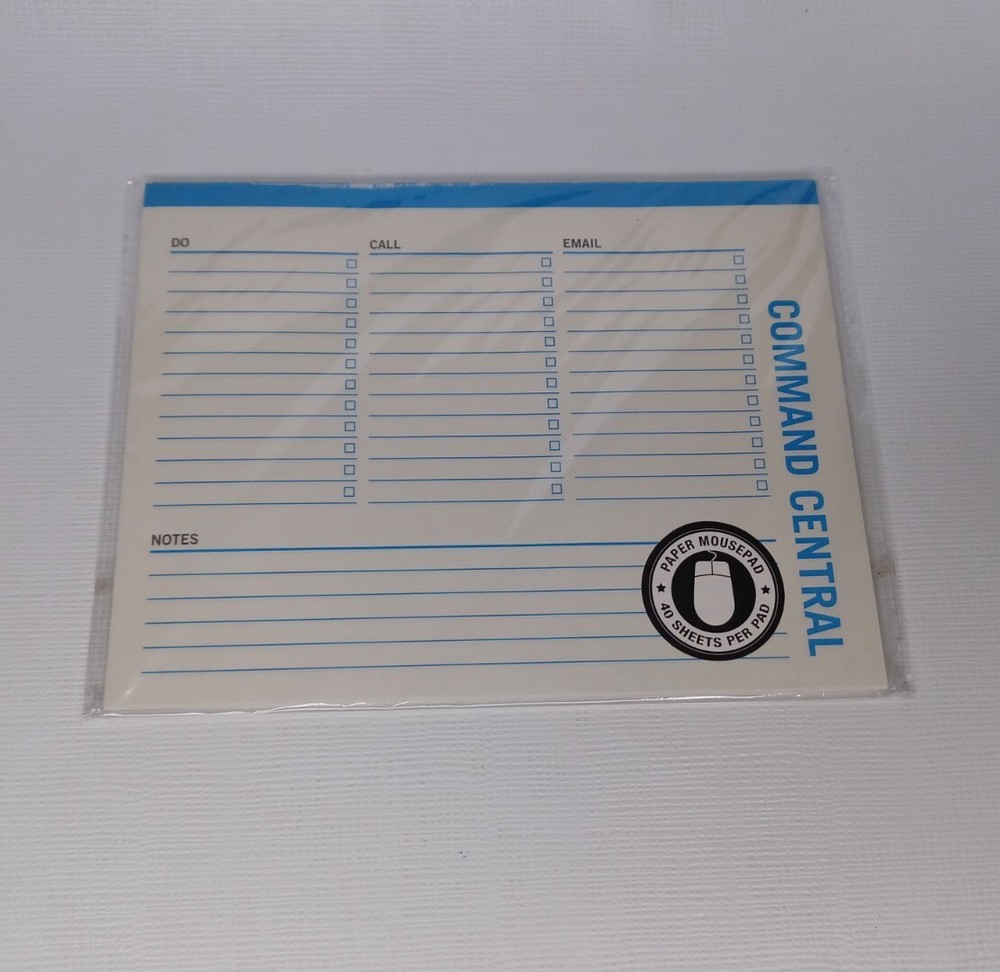 DO
CALL
EMAIL
COMMAND CENTRAL
NOTES
PAPER MOUSEPAD
★ 40 SHEETS PER PAD ★